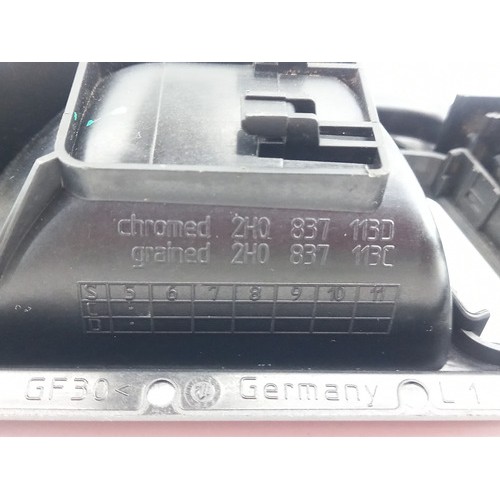 chromed 2H0 837 113D
grained 2H0 837 113C
S 5 6 7 8 9 10 11
D
GF30< Germany L 1